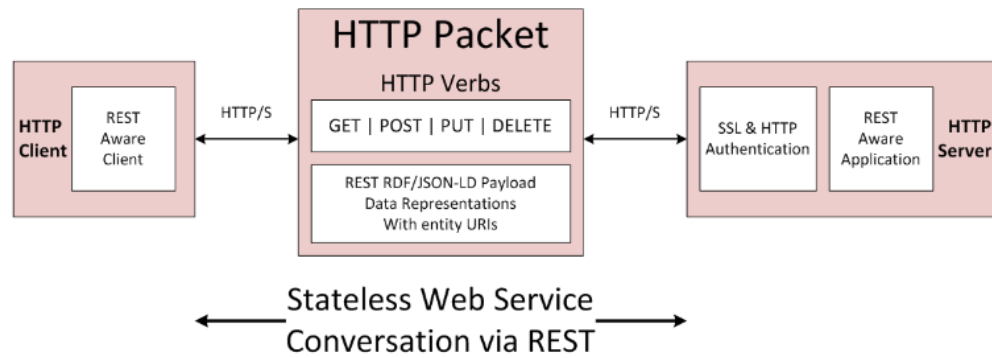 HTTP Packet
HTTP Verbs
GET | POST | PUT | DELETE
REST RDF/JSON-LD Payload
Data Representations
With entity URIs
HTTP
Client
REST
Aware
Client
HTTP/S
HTTP/S
SSL & HTTP
Authentication
REST
Aware
Application
HTTP
Server
Stateless Web Service
Conversation via REST